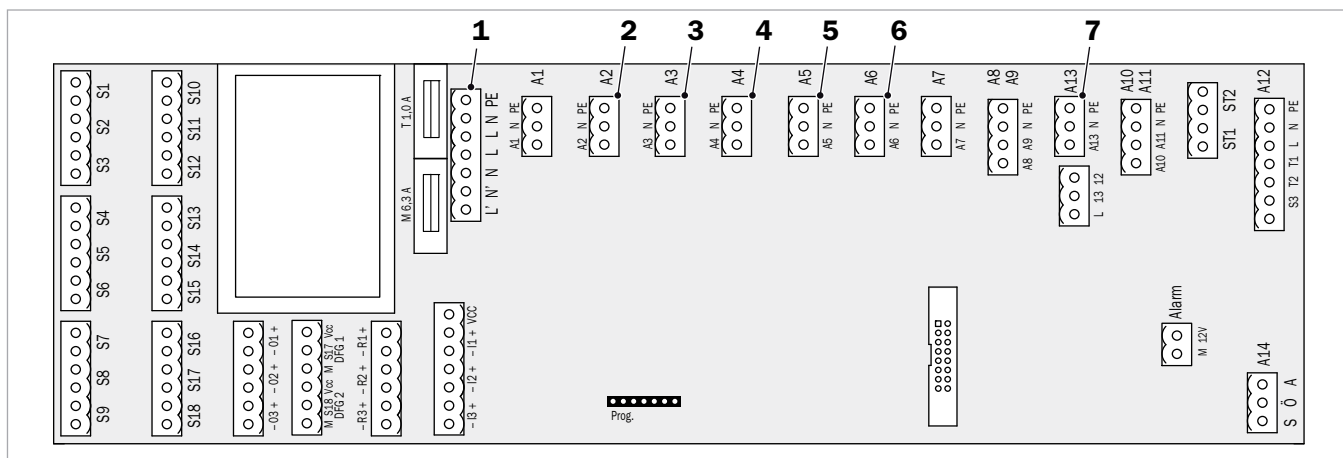 1 2 3 4 5 6 7
S1
S2
S3
S4
S5
S6
S7
S8
S9
S10
S11
S12
S13
S14
S15
S16
S17
S18
T 1,0 A
M 6,3 A
L' N' N L N L L N PE
A1
A1 N PE
A2
A2 N PE
A3
A3 N PE
A4
A4 N PE
A5
A5 N PE
A6
A6 N PE
A7
A7 N PE
A8
A9
A8 A9 N PE
A13
A13 N PE
L 13 12
A10
A11
A10 A11 N PE
ST1 ST2
A12
S3 T2 T1 L N PE
− 03 + − 02 + − 01 +
M S18 Vcc M S17 Vcc
DFG 2 DFG 1
− R3 + − R2 + − R1 +
− I3 + − I2 + − I1 + VCC
Prog.
Alarm
M 12V
A14
S Ö A